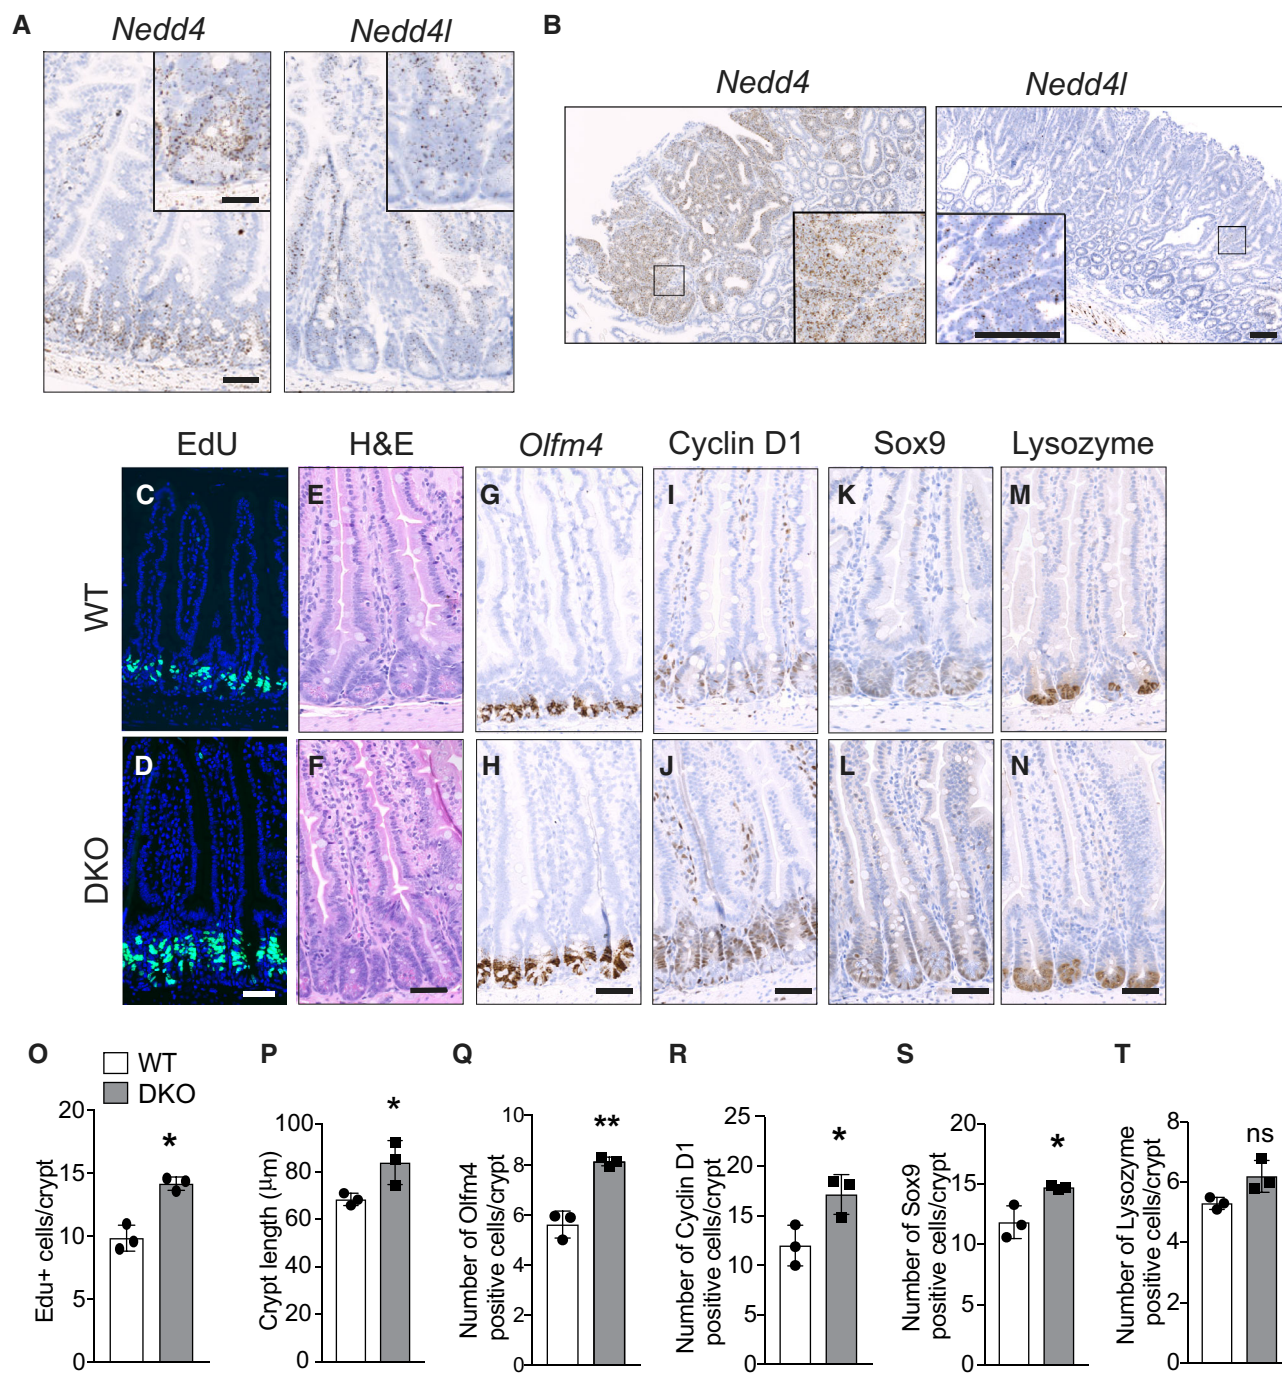 A
Nedd4
Nedd4l
B
Nedd4
Nedd4l
EdU
H&E
Olfm4
Cyclin D1
Sox9
Lysozyme
WT
C
E
G
I
K
M
DKO
D
F
H
J
L
N
O
WT
DKO
Edu+ cells/crypt
20
15
10
5
0
*
P
Crypt length (μm)
100
80
60
40
20
0
*
Q
Number of Olfm4
positive cells/crypt
10
8
6
4
2
0
**
R
Number of Cyclin D1
positive cells/crypt
25
20
15
10
5
0
*
S
Number of Sox9
positive cells/crypt
20
15
10
5
0
*
T
Number of Lysozyme
positive cells/crypt
8
6
4
2
0
ns